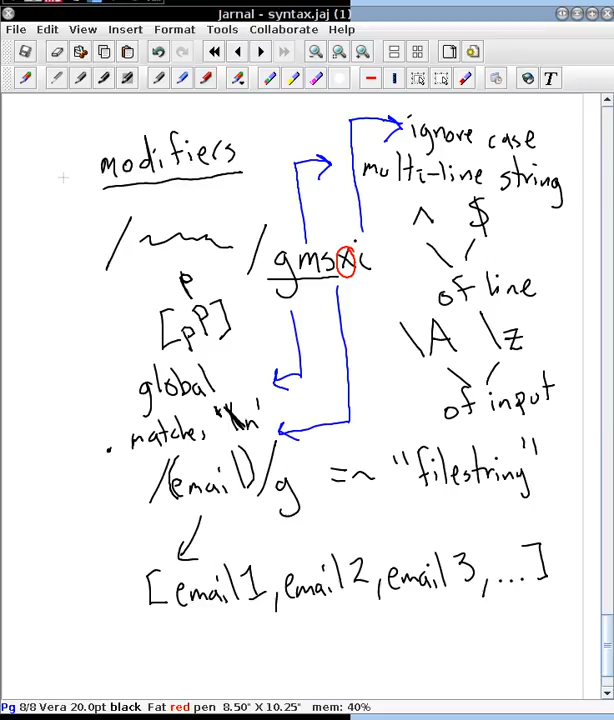 Jarnal - syntax.jaj (1)
File Edit View Insert Format Tools Collaborate Help
T
modifiers
ignore case
multi-line string
^ $
/ /gmsxi
of line
p
[pP]
\A \z
global
of input
. matches "\n"
/(email)/g =~ "filestring"
[email1, email2, email3, ...]
Pg 8/8 Vera 20.0pt black Fat red pen 8.50" X 10.25" mem: 40%